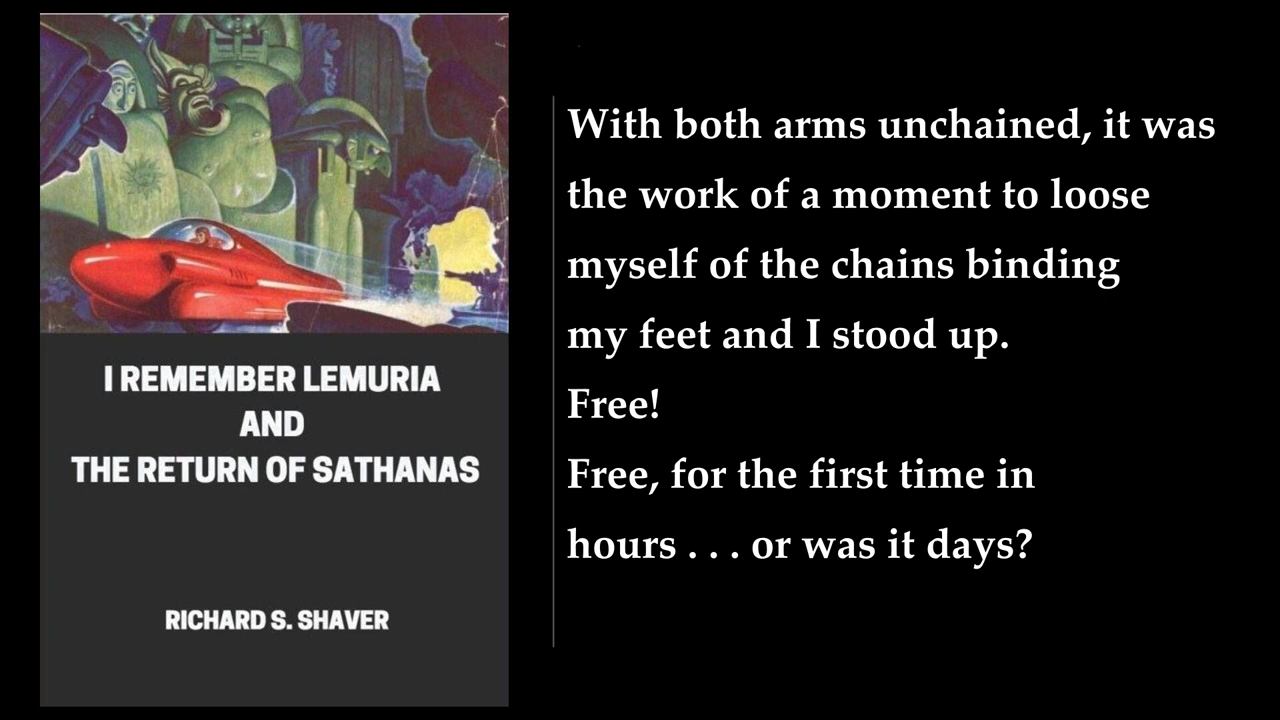 I REMEMBER LEMURIA
AND
THE RETURN OF SATHANAS
RICHARD S. SHAVER
With both arms unchained, it was
the work of a moment to loose
myself of the chains binding
my feet and I stood up.
Free!
Free, for the first time in
hours . . . or was it days?